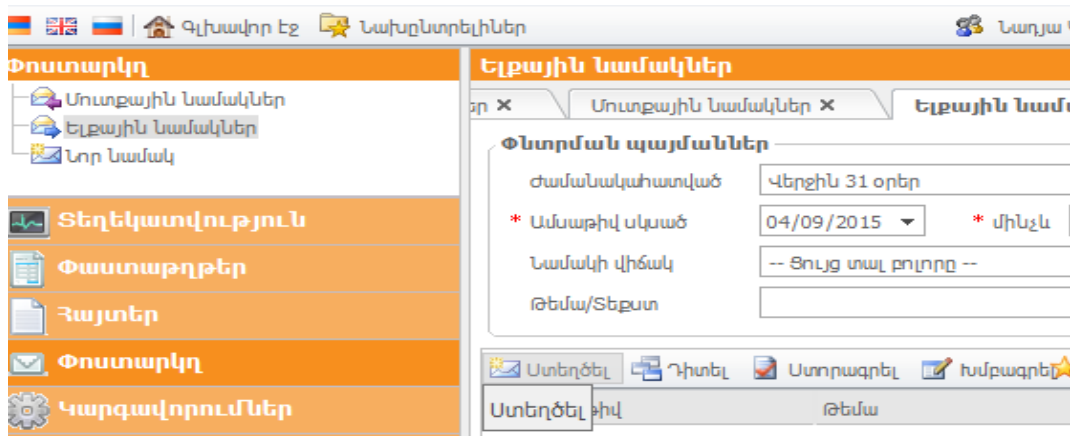 Գլխավոր Էջ Նախընտրելիներ Նադյա
Փոստարկղ
Մուտքային նամակներ
Ելքային նամակներ
Նոր նամակ
Տեղեկատվություն
Փաստաթղթեր
Հայտեր
Փոստարկղ
Կարգավորումներ
Ելքային նամակներ
Մուտքային նամակներ
Փնտրման պայմաններ
Ժամանակահատված Վերջին 31 օրեր
* Ամսաթիվ սկսած 04/09/2015 * մինչև
Նամակի վիճակ -- Ցույց տալ բոլորը --
Թեմա/Տեքստ
Ստեղծել Դիտել Ստորագրել Խմբագրել
Ստեղծել Թեմա